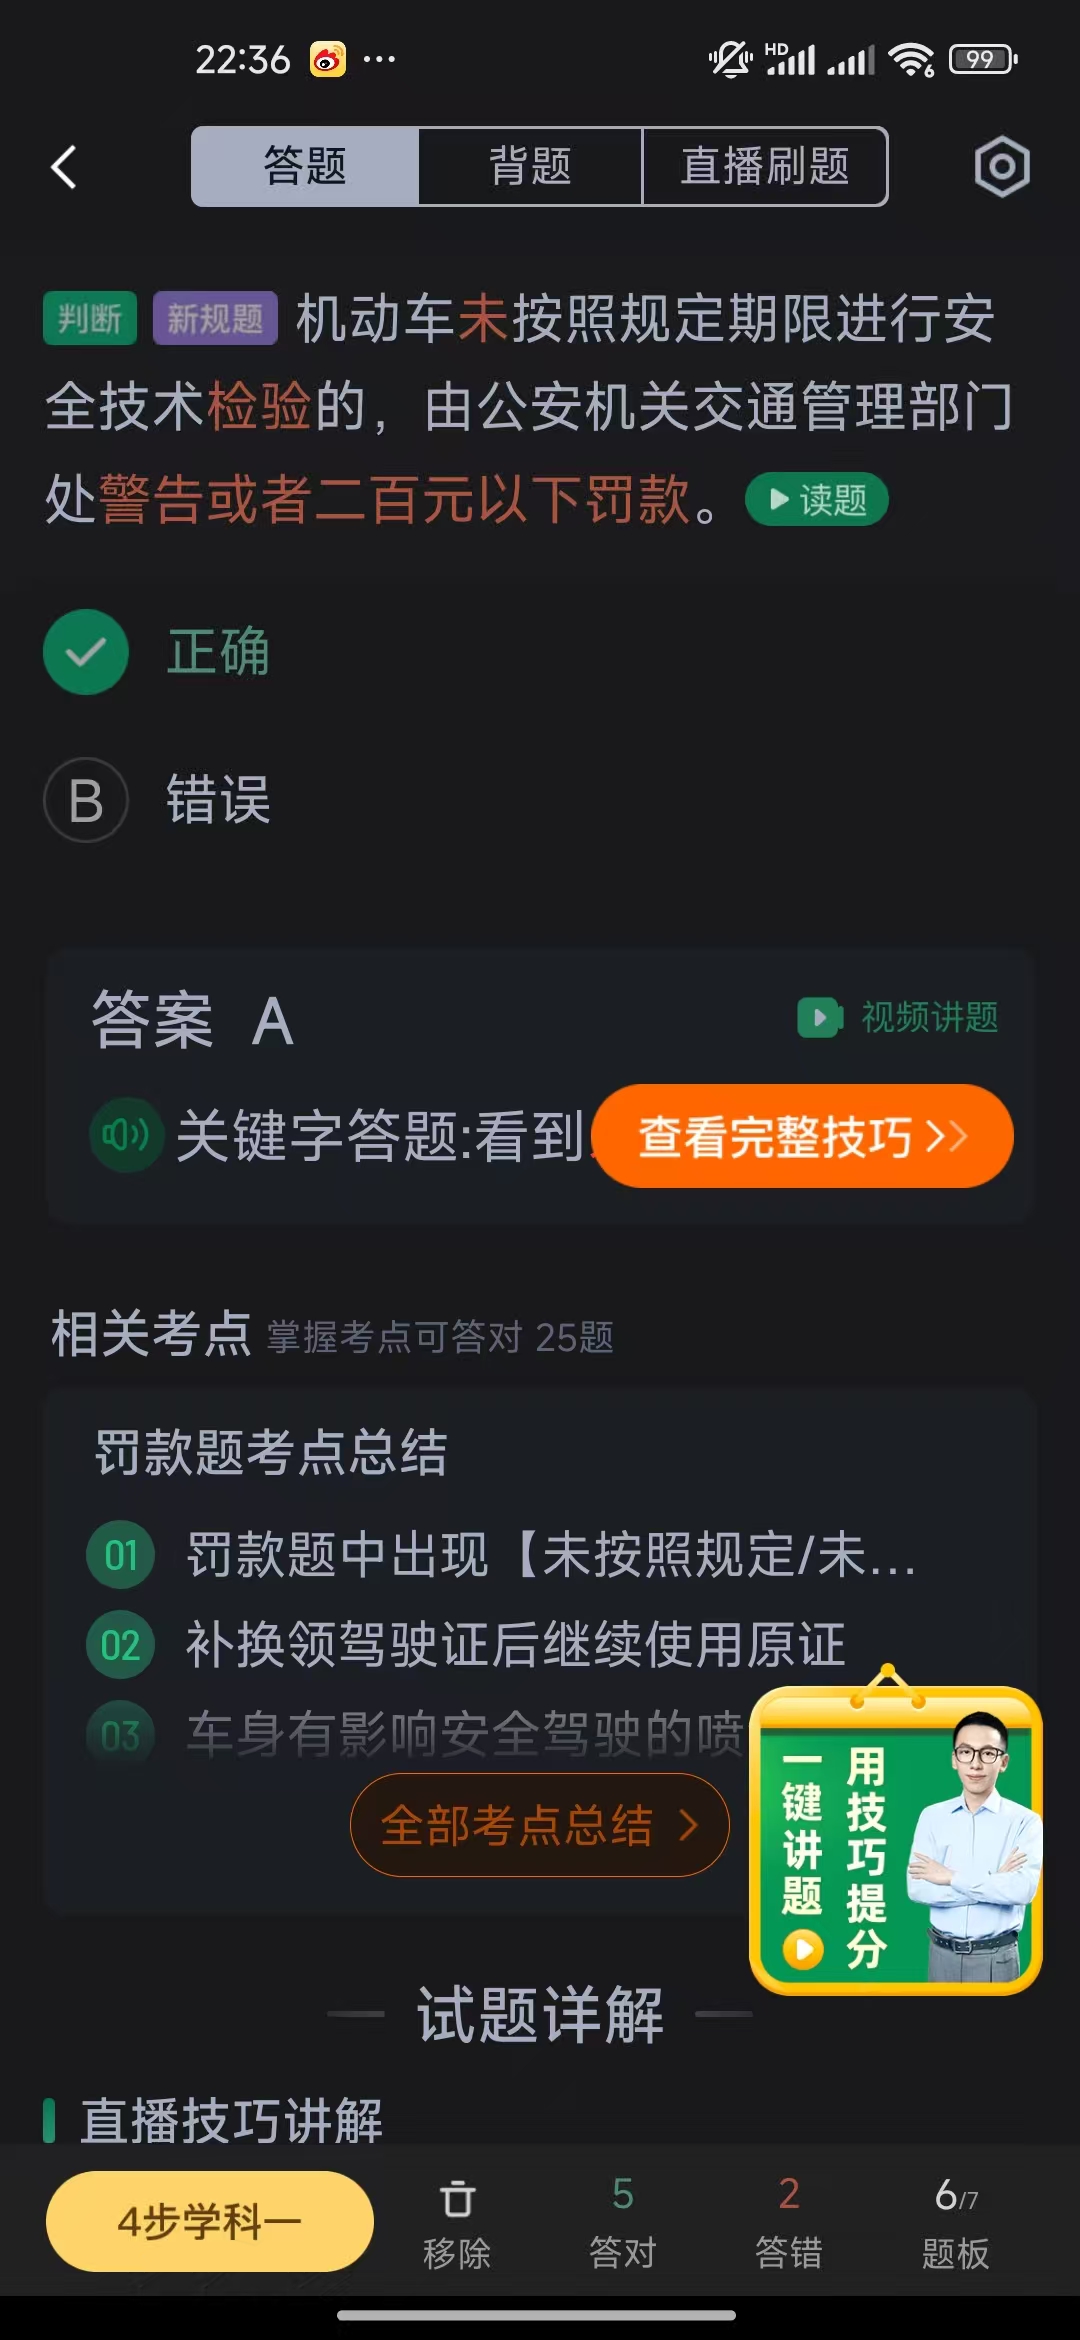 22:36 ··· HD 6 99
答题 背题 直播刷题
判断 新规题 机动车未按照规定期限进行安
全技术检验的，由公安机关交通管理部门
处警告或者二百元以下罚款。 读题
正确
B 错误
答案 A 视频讲题
关键字答题:看到 查看完整技巧
相关考点 掌握考点可答对 25题
罚款题考点总结
01 罚款题中出现【未按照规定/未...
02 补换领驾驶证后继续使用原证
03 车身有影响安全驾驶的喷
全部考点总结
一键讲题
用技巧提分
试题详解
直播技巧讲解
4步学科一
移除
5 答对
2 答错
6/7 题板